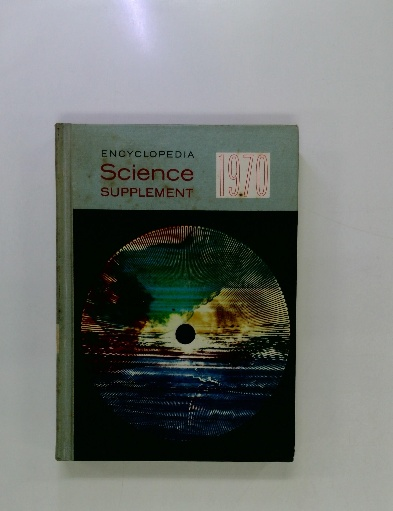 ENCYCLOPEDIA
Science
SUPPLEMENT
1970